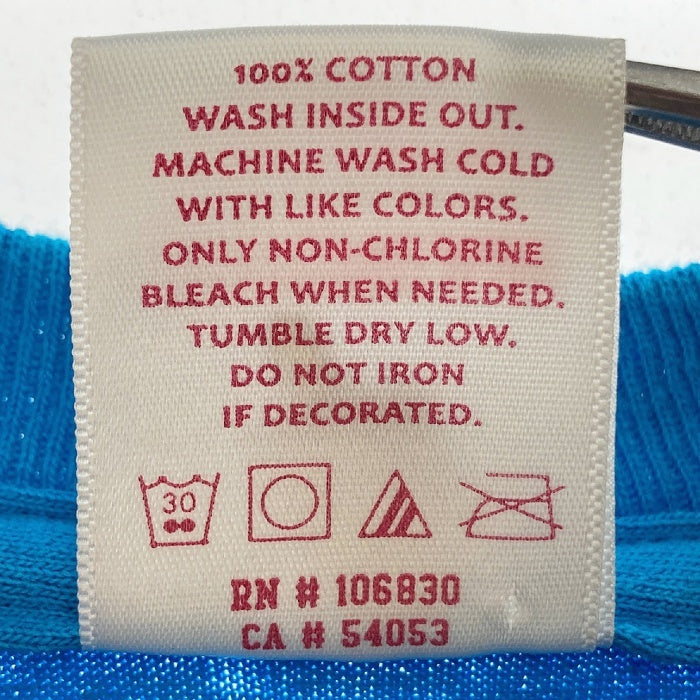 100% COTTON
WASH INSIDE OUT.
MACHINE WASH COLD
WITH LIKE COLORS.
ONLY NON-CHLORINE
BLEACH WHEN NEEDED.
TUMBLE DRY LOW.
DO NOT IRON
IF DECORATED.
30
RN # 106830
CA # 54053